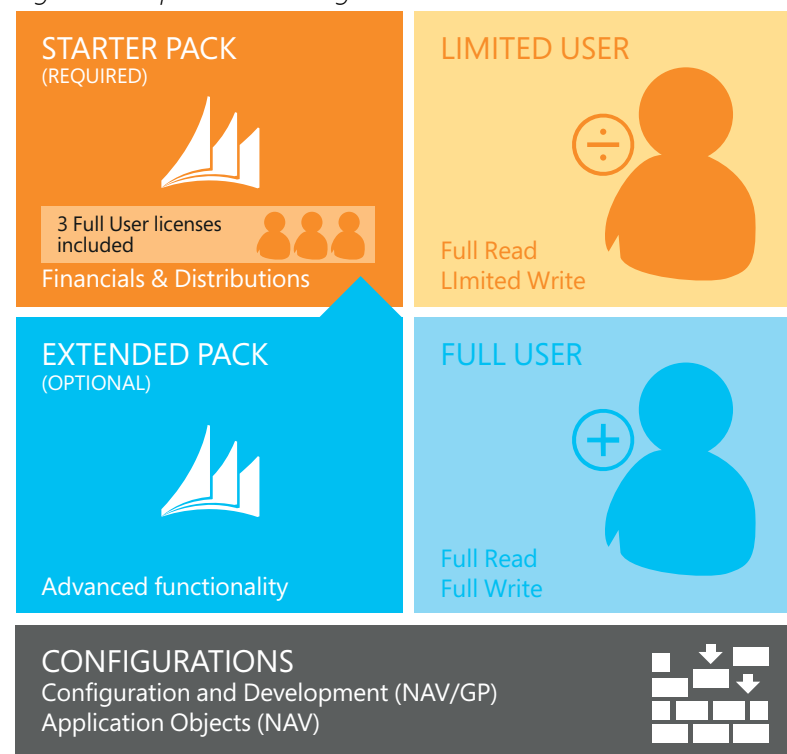 STARTER PACK
(REQUIRED)
3 Full User licenses
included
Financials & Distributions
LIMITED USER
Full Read
LImited Write
EXTENDED PACK
(OPTIONAL)
Advanced functionality
FULL USER
Full Read
Full Write
CONFIGURATIONS
Configuration and Development (NAV/GP)
Application Objects (NAV)